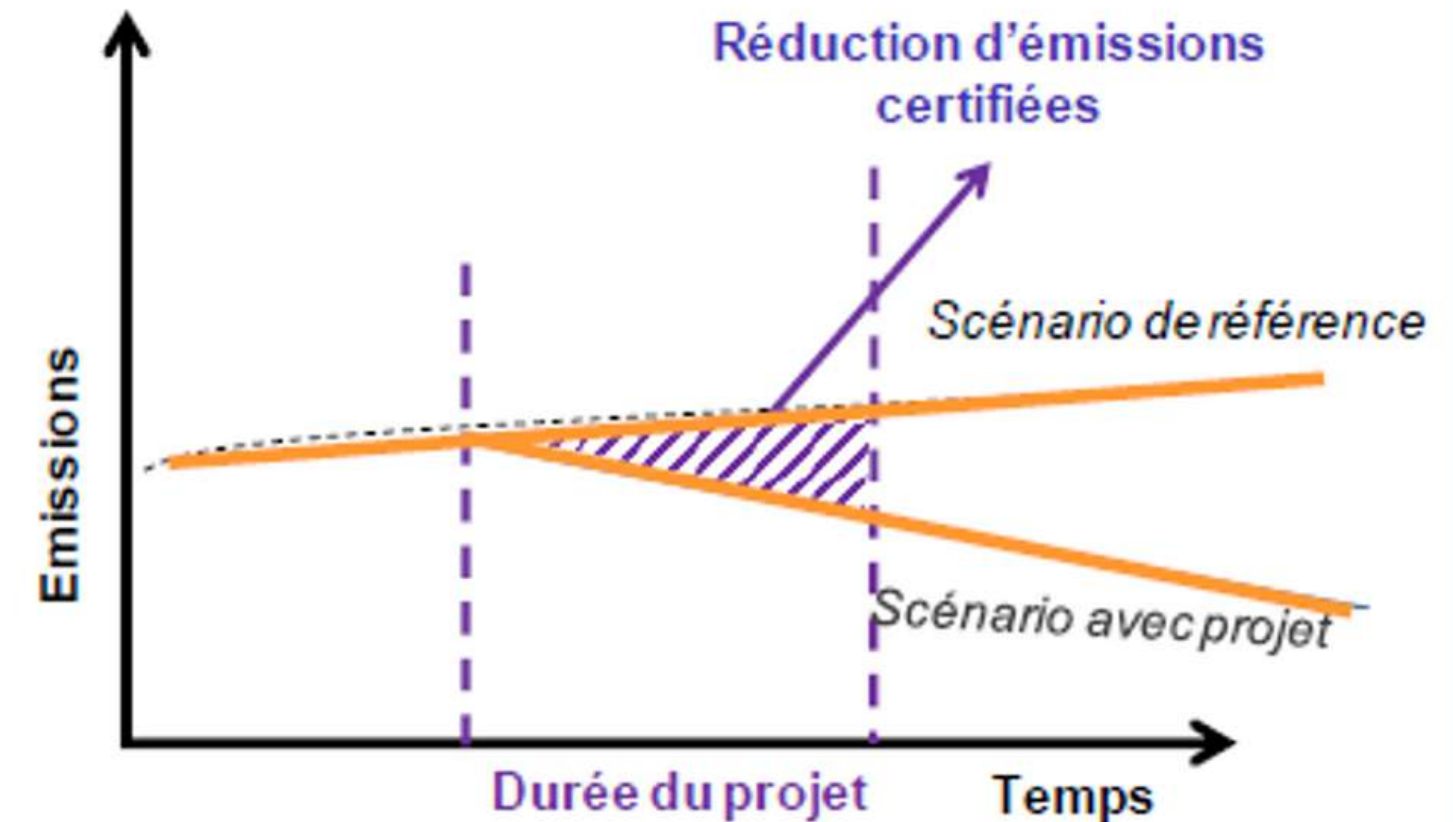 Réduction d'émissions
certifiées
Scénario de référence
Emissions
Scénario avec projet
Durée du projet
Temps